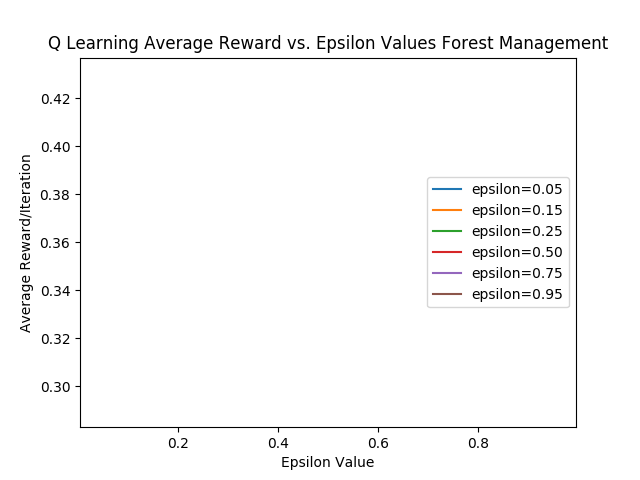 Q Learning Average Reward vs. Epsilon Values Forest Management
Average Reward/Iteration
0.42
0.40
0.38
0.36
0.34
0.32
0.30
epsilon=0.05
epsilon=0.15
epsilon=0.25
epsilon=0.50
epsilon=0.75
epsilon=0.95
0.2 0.4 0.6 0.8
Epsilon Value